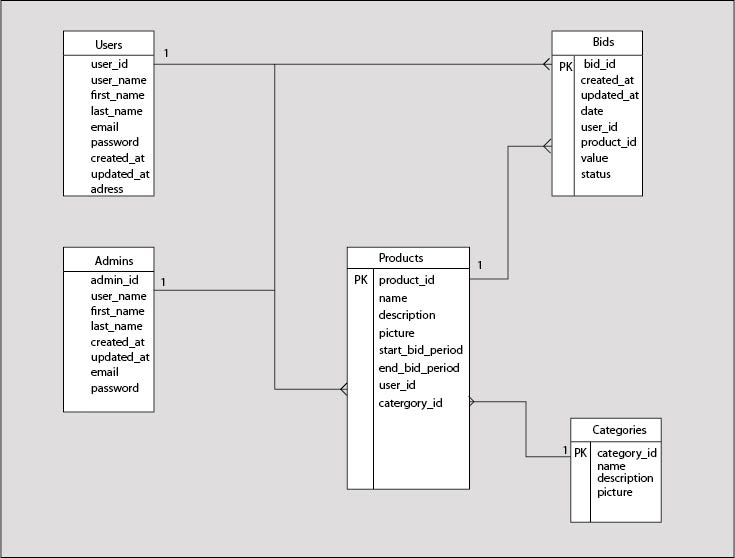 Users
1
user_id
user_name
first_name
last_name
email
password
created_at
updated_at
adress
Bids
PK
bid_id
created_at
updated_at
date
user_id
product_id
value
status
Admins
1
admin_id
user_name
first_name
last_name
created_at
updated_at
email
password
Products
1
PK
product_id
name
description
picture
start_bid_period
end_bid_period
user_id
catergory_id
Categories
1
PK
category_id
name
description
picture